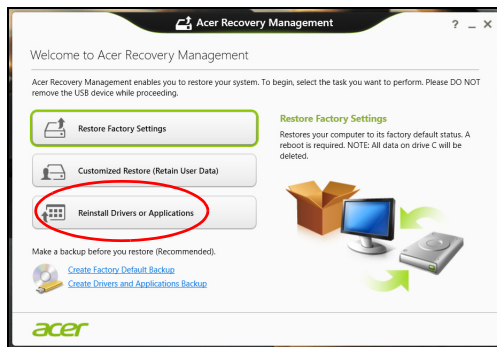 Acer Recovery Management
? _ X
Welcome to Acer Recovery Management
Acer Recovery Management enables you to restore your system. To begin, select the task you want to perform. Please DO NOT
remove the USB device while proceeding.
Restore Factory Settings
Customized Restore (Retain User Data)
Reinstall Drivers or Applications
Restore Factory Settings
Restores your computer to its factory default status. A
reboot is required. NOTE: All data on drive C will be
deleted.
Make a backup before you restore (Recommended).
Create Factory Default Backup
Create Drivers and Applications Backup
acer